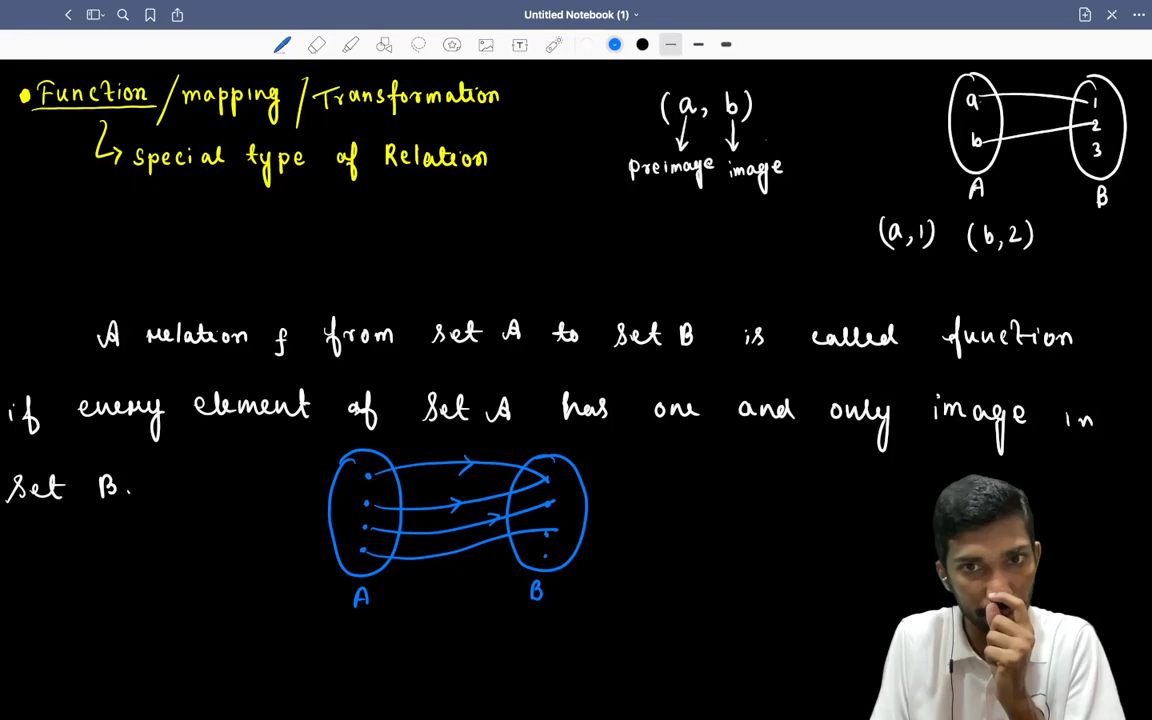 Untitled Notebook (1)
Function / mapping / Transformation
special type of Relation
(a, b)
preimage image
a 1
b 2
3
A B
(a,1) (b,2)
A relation f from set A to set B is called function
if every element of set A has one and only image in
set B.
A B